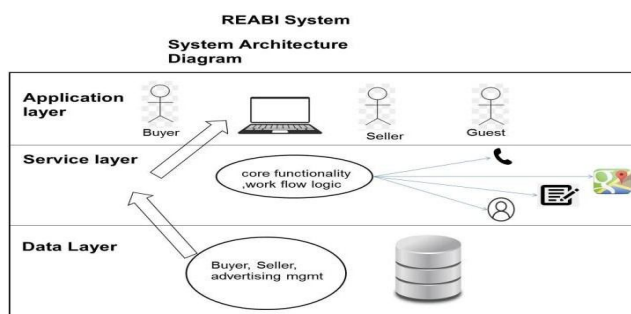 REABI System
System Architecture
Diagram
Application
layer
Buyer
Seller
Guest
Service layer
core functionality
,work flow logic
Data Layer
Buyer, Seller,
advertising mgmt